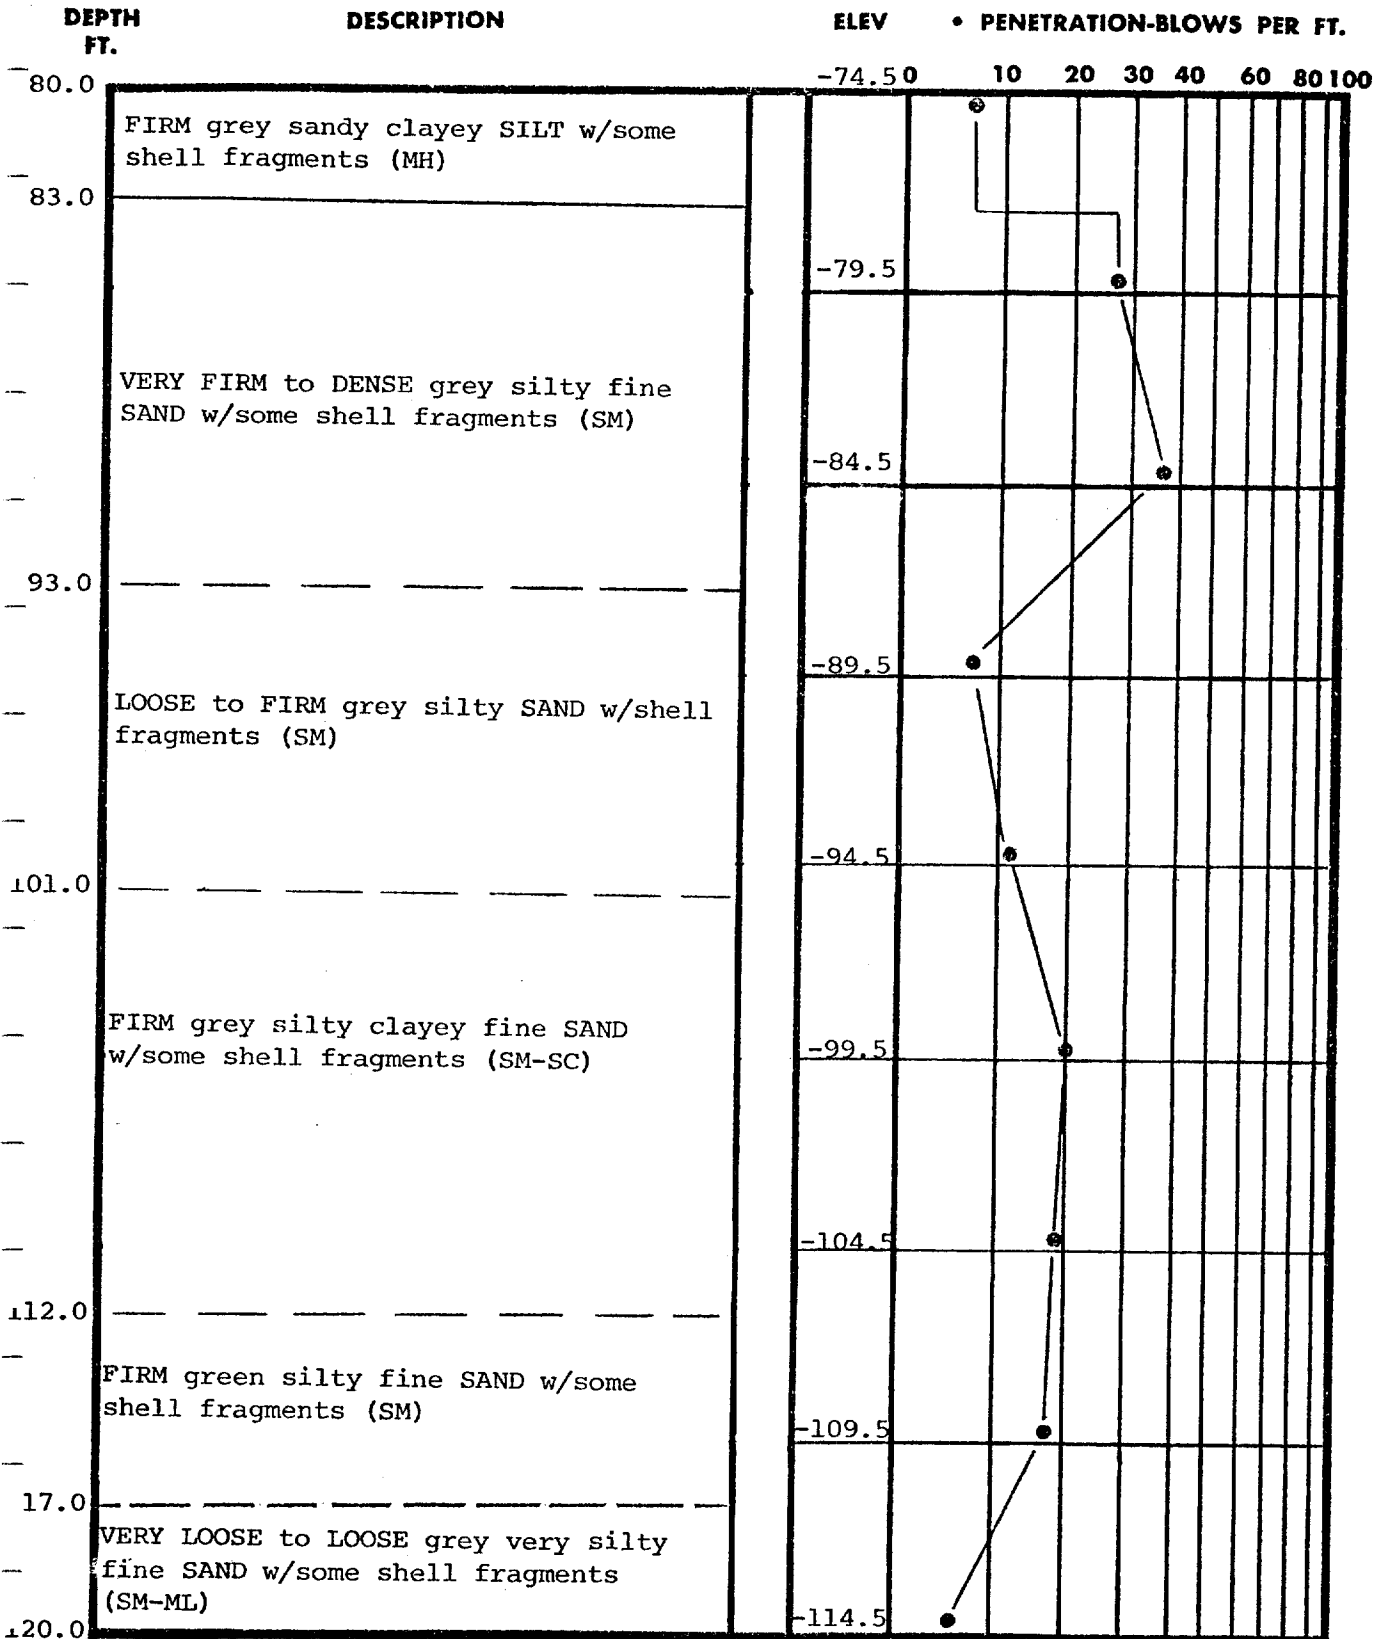 DEPTH FT.
DESCRIPTION
ELEV
• PENETRATION-BLOWS PER FT.
80.0
-74.5
0 10 20 30 40 60 80 100
FIRM grey sandy clayey SILT w/some
shell fragments (MH)
83.0
-79.5
VERY FIRM to DENSE grey silty fine
SAND w/some shell fragments (SM)
-84.5
93.0
-89.5
LOOSE to FIRM grey silty SAND w/shell
fragments (SM)
-94.5
101.0
FIRM grey silty clayey fine SAND
w/some shell fragments (SM-SC)
-99.5
-104.5
112.0
FIRM green silty fine SAND w/some
shell fragments (SM)
-109.5
17.0
VERY LOOSE to LOOSE grey very silty
fine SAND w/some shell fragments
(SM-ML)
120.0
-114.5